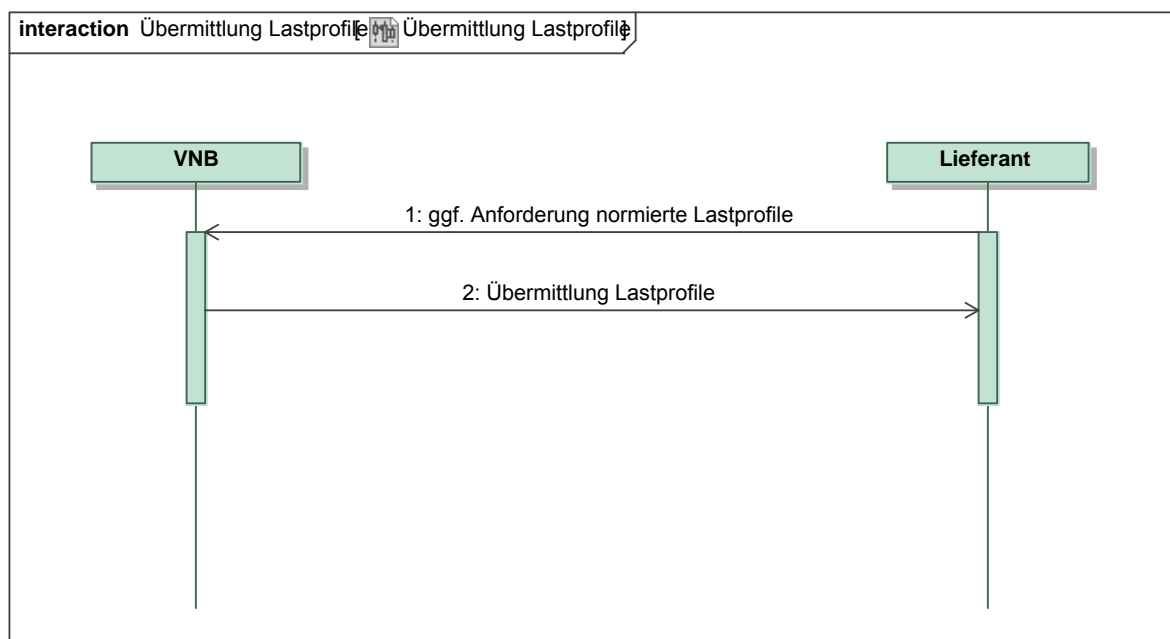 interaction Übermittlung Lastprofile[ Übermittlung Lastprofile]
VNB
Lieferant
1: ggf. Anforderung normierte Lastprofile
2: Übermittlung Lastprofile